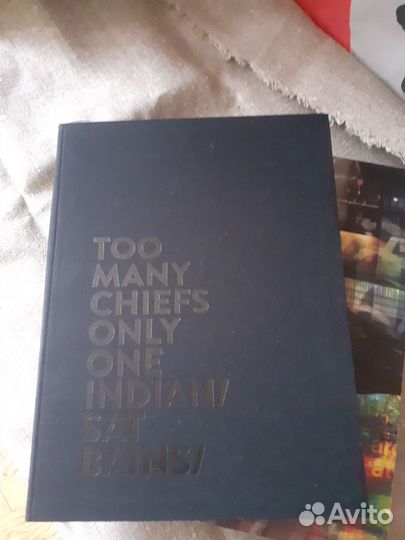 TOO
MANY
CHIEFS
ONLY
ONE
INDIAN/
SAT
BAINS/
Avito